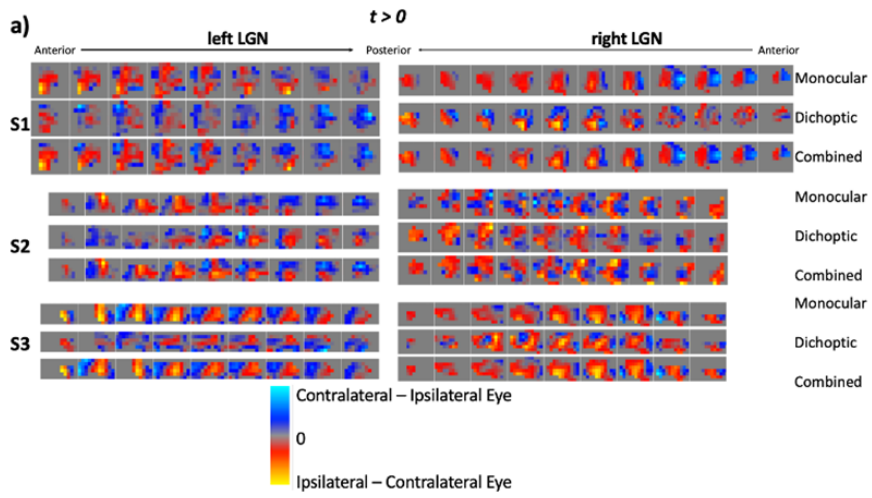 a)
t > 0
left LGN
right LGN
Anterior
Posterior
Anterior
S1
Monocular
Dichoptic
Combined
S2
Monocular
Dichoptic
Combined
S3
Monocular
Dichoptic
Combined
Contralateral – Ipsilateral Eye
0
Ipsilateral – Contralateral Eye